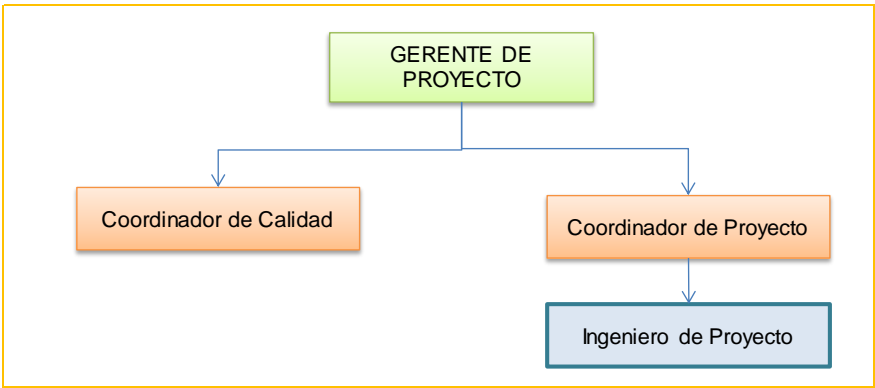 GERENTE DE
PROYECTO
Coordinador de Calidad
Coordinador de Proyecto
Ingeniero de Proyecto